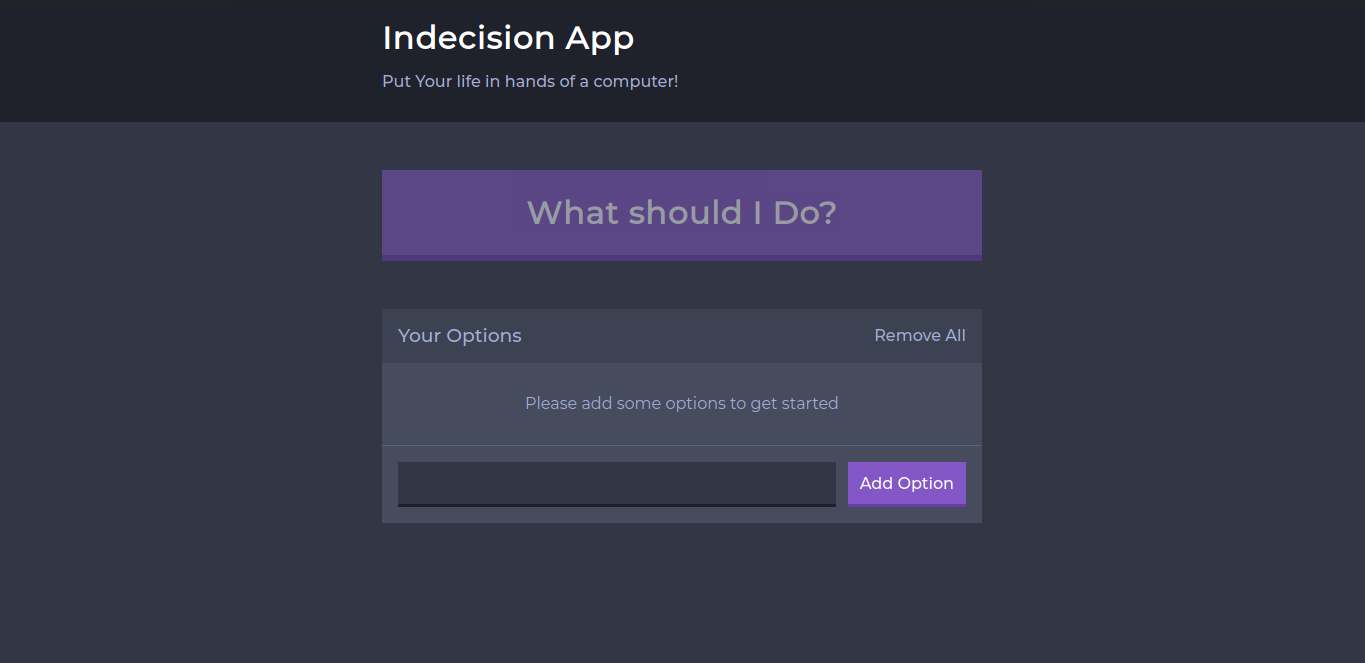 Indecision App
Put Your life in hands of a computer!
What should I Do?
Your Options
Remove All
Please add some options to get started
Add Option